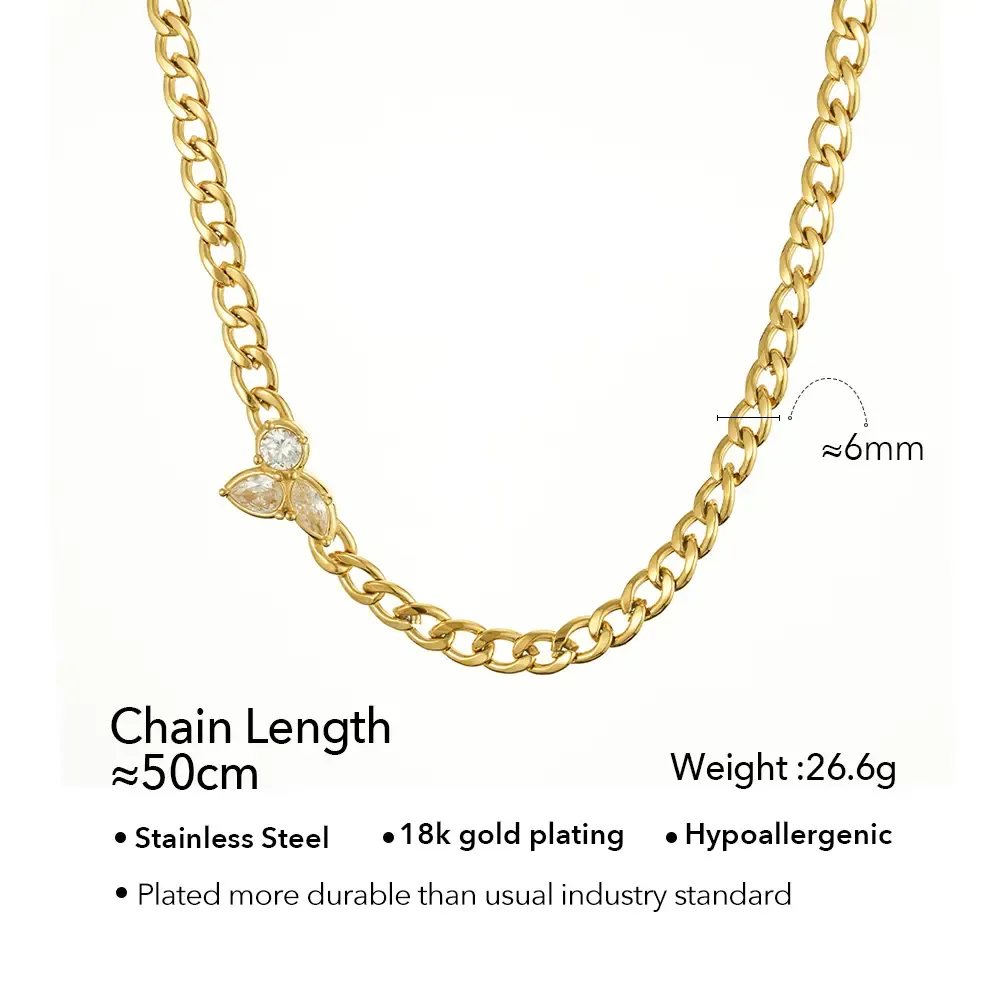 ≈6mm
Chain Length
≈50cm
Weight :26.6g
• Stainless Steel
• 18k gold plating
• Hypoallergenic
• Plated more durable than usual industry standard